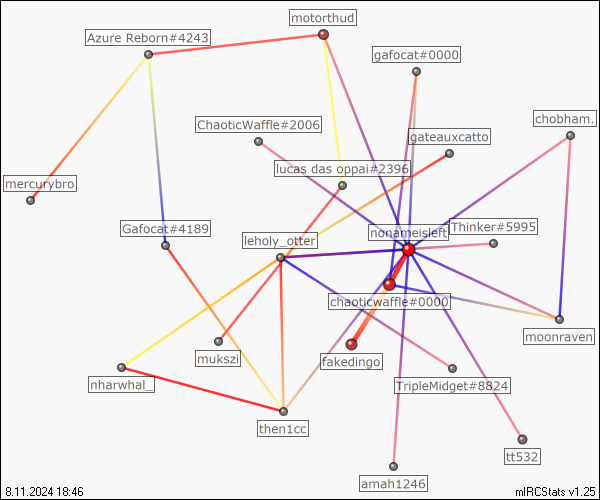 motorthud
Azure Reborn#4243
gafocat#0000
ChaoticWaffle#2006
chobham.
gateauxcatto
lucas das oppai#2396
mercurybro
Gafocat#4189
leholy_otter
nonameisleft
Thinker#5995
chaoticwaffle#0000
moonraven
mukszi
fakedingo
nharwhal_
TripleMidget#8824
then1cc
tt532
amah1246
8.11.2024 18:46
mIRCStats v1.25